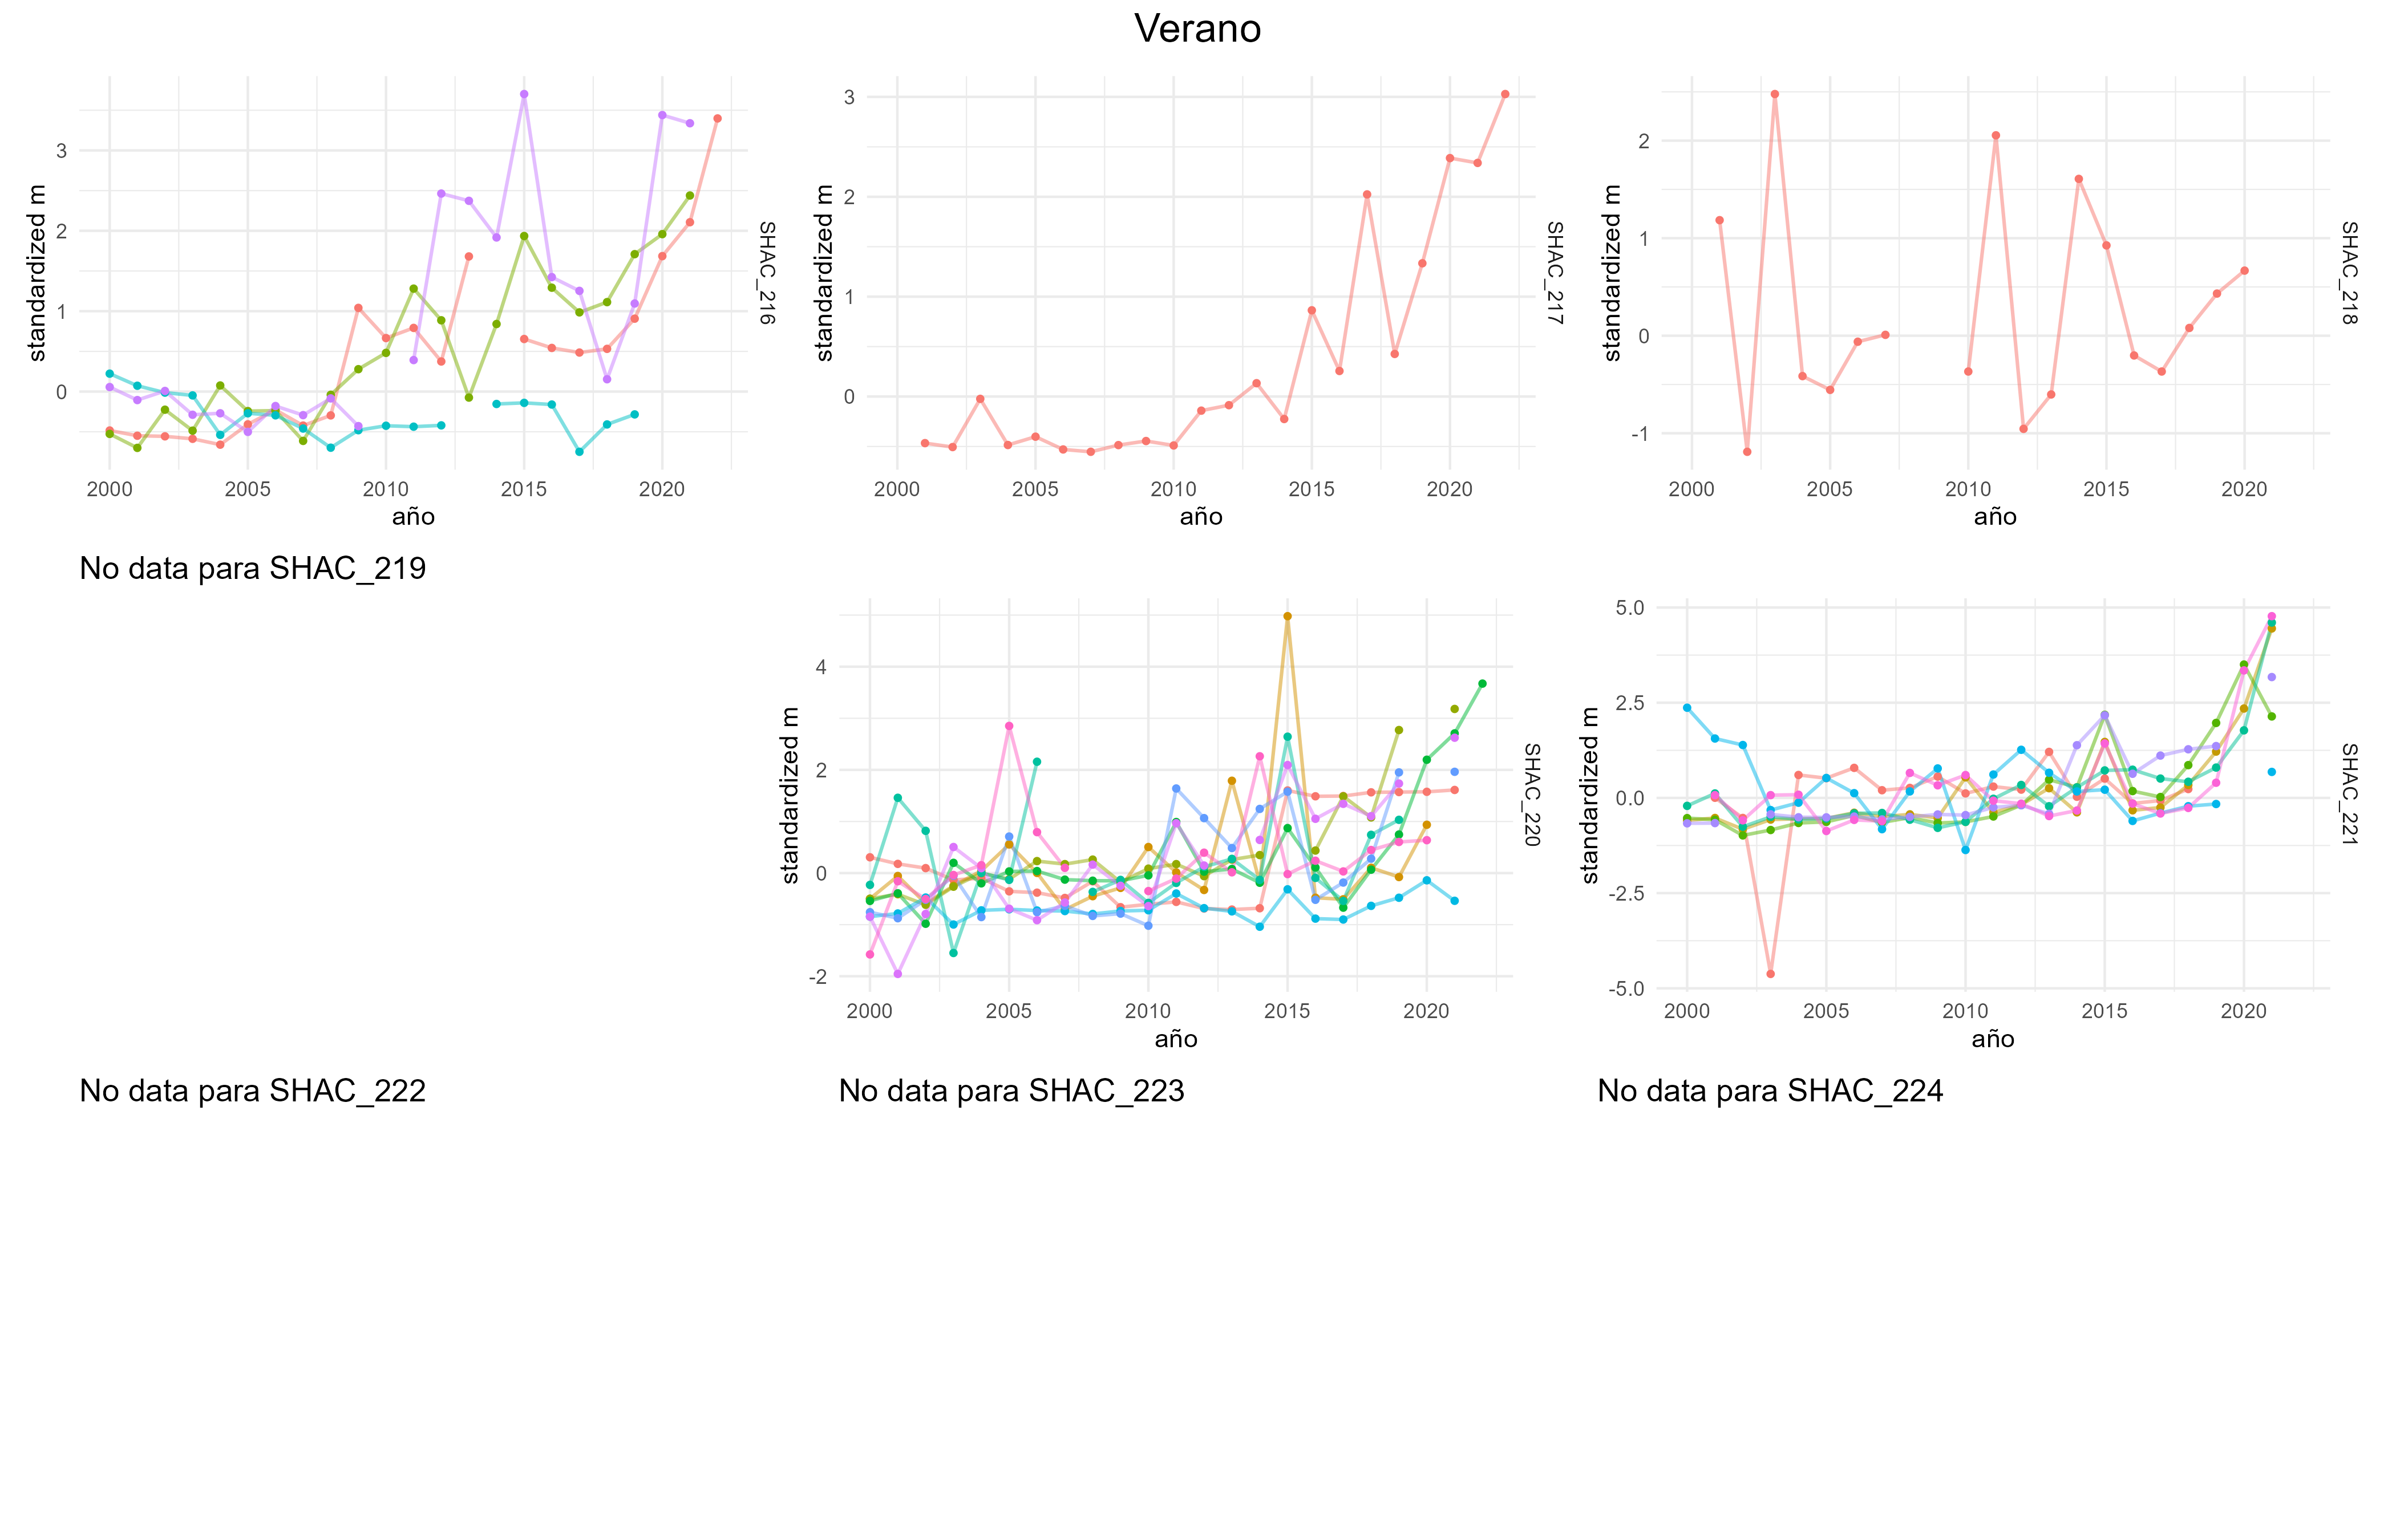 Verano
standardized m
3
2
1
0
2000 2005 2010 2015 2020
año
SHAC_216
standardized m
3
2
1
0
2000 2005 2010 2015 2020
año
SHAC_217
standardized m
2
1
0
-1
2000 2005 2010 2015 2020
año
SHAC_218
No data para SHAC_219
standardized m
4
2
0
-2
2000 2005 2010 2015 2020
año
SHAC_220
standardized m
5.0
2.5
0.0
-2.5
-5.0
2000 2005 2010 2015 2020
año
SHAC_221
No data para SHAC_222
No data para SHAC_223
No data para SHAC_224